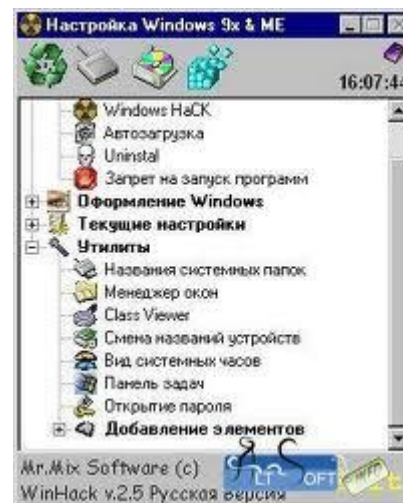 Настройка Windows 9x & ME
16:07:44
Windows HaCK
Автозагрузка
Uninstal
Запрет на запуск программ
Оформление Windows
Текущие настройки
Утилиты
Названия системных папок
Менеджер окон
Class Viewer
Смена названий устройств
Вид системных часов
Панель задач
Открытие пароля
Добавление элементов
Mr.Mix Software (c)
WinHack v.2.5 Русская версия